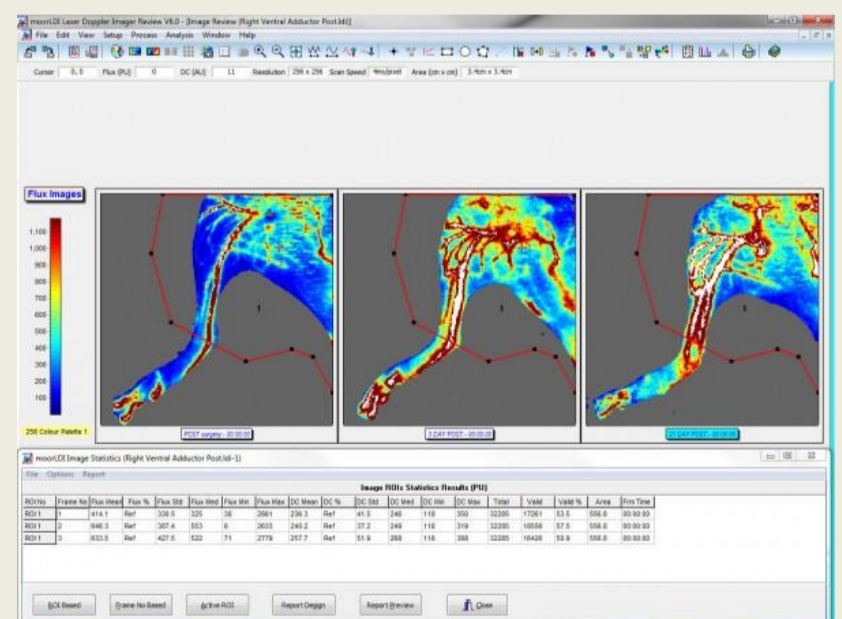 moorLDI Laser Doppler Imager Review V6.0 - [Image Review (Right Ventral Adductor Post.ldi)]
File Edit View Setup Process Analysis Window Help
Cursor 0, 0 Flux (PU) 0 DC (AU) 11 Resolution 256 x 256 Scan Speed 4ms/pixel Area (cm x cm) 3.4cm x 3.4cm
Flux Images
1,100
1,000
900
800
700
600
500
400
300
200
100
256 Colour Palette 1
1
1
1
POST surgery - 00:00:00
3 DAY POST - 00:00:00
21 DAY POST - 00:00:00
moorLDI Image Statistics (Right Ventral Adductor Post.ldi-1)
File Options Report
Image ROIs Statistics Results (PU)
ROI No Frame No Flux Mean Flux % Flux Std Flux Med Flux Min Flux Max DC Mean DC % DC Std DC Med DC Min DC Max Total Valid Valid % Area Frm Time
ROI 1 1 414.1 Ref 325 2661 236.3 Ref 41.5 246 118 350 32285 17261 53.5 556.8 00:00:00
ROI 1 2 Ref 553 6 2633 240.2 Ref 37.2 249 118 319 32285 57.5 556.8 00:00:00
ROI 1 3 633.5 Ref 427.5 522 71 2779 257.7 Ref 51.9 268 118 388 32285 16428 50.9 556.8 00:00:00
ROI Based Frame No Based Active ROI Report Design Report Preview Close